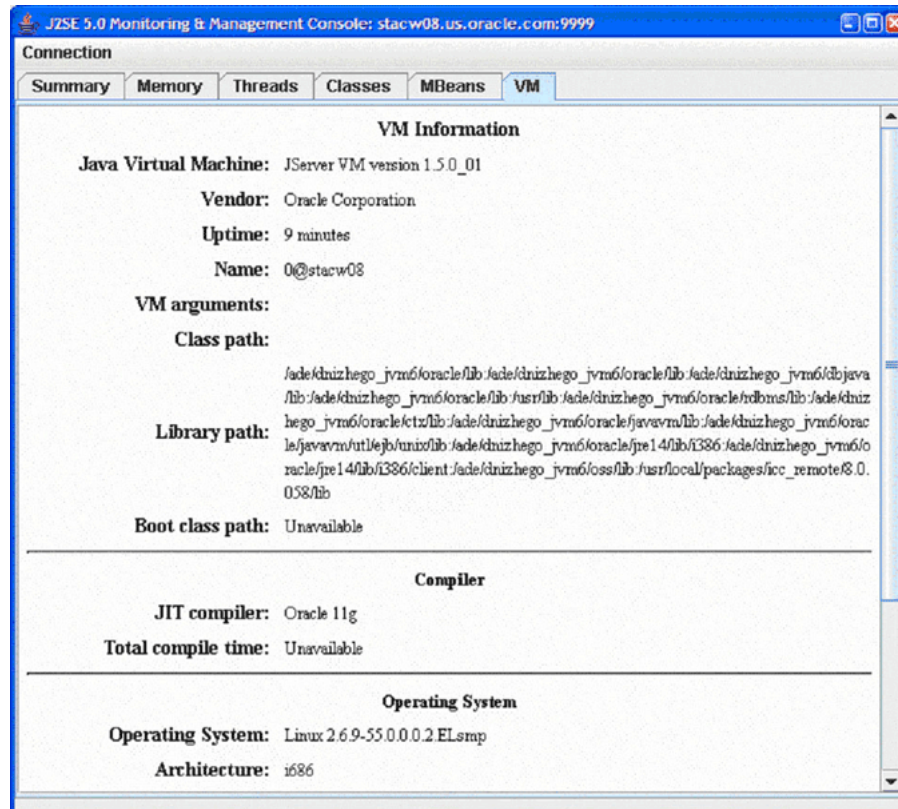 J2SE 5.0 Monitoring & Management Console: stacw08.us.oracle.com:9999
Connection
Summary Memory Threads Classes MBeans VM
VM Information
Java Virtual Machine: JServer VM version 1.5.0_01
Vendor: Oracle Corporation
Uptime: 9 minutes
Name: 0@stacw08
VM arguments:
Class path:
Library path: /ade/dnizhego_jvm6/oracle/lib:/ade/dnizhego_jvm6/oracle/lib:/ade/dnizhego_jvm6/dbjava
/lib:/ade/dnizhego_jvm6/oracle/lib:/usr/lib:/ade/dnizhego_jvm6/oracle/rdbms/lib:/ade/dniz
hego_jvm6/oracle/ctx/lib:/ade/dnizhego_jvm6/oracle/javavm/lib:/ade/dnizhego_jvm6/orac
le/javavm/utl/ejb/unix/lib:/ade/dnizhego_jvm6/oracle/jre14/lib/i386:/ade/dnizhego_jvm6/o
racle/jre14/lib/i386/client:/ade/dnizhego_jvm6/oss/lib:/usr/local/packages/icc_remote/8.0.
058/lib
Boot class path: Unavailable
Compiler
JIT compiler: Oracle 11g
Total compile time: Unavailable
Operating System
Operating System: Linux 2.6.9-55.0.0.0.2.ELsmp
Architecture: i686